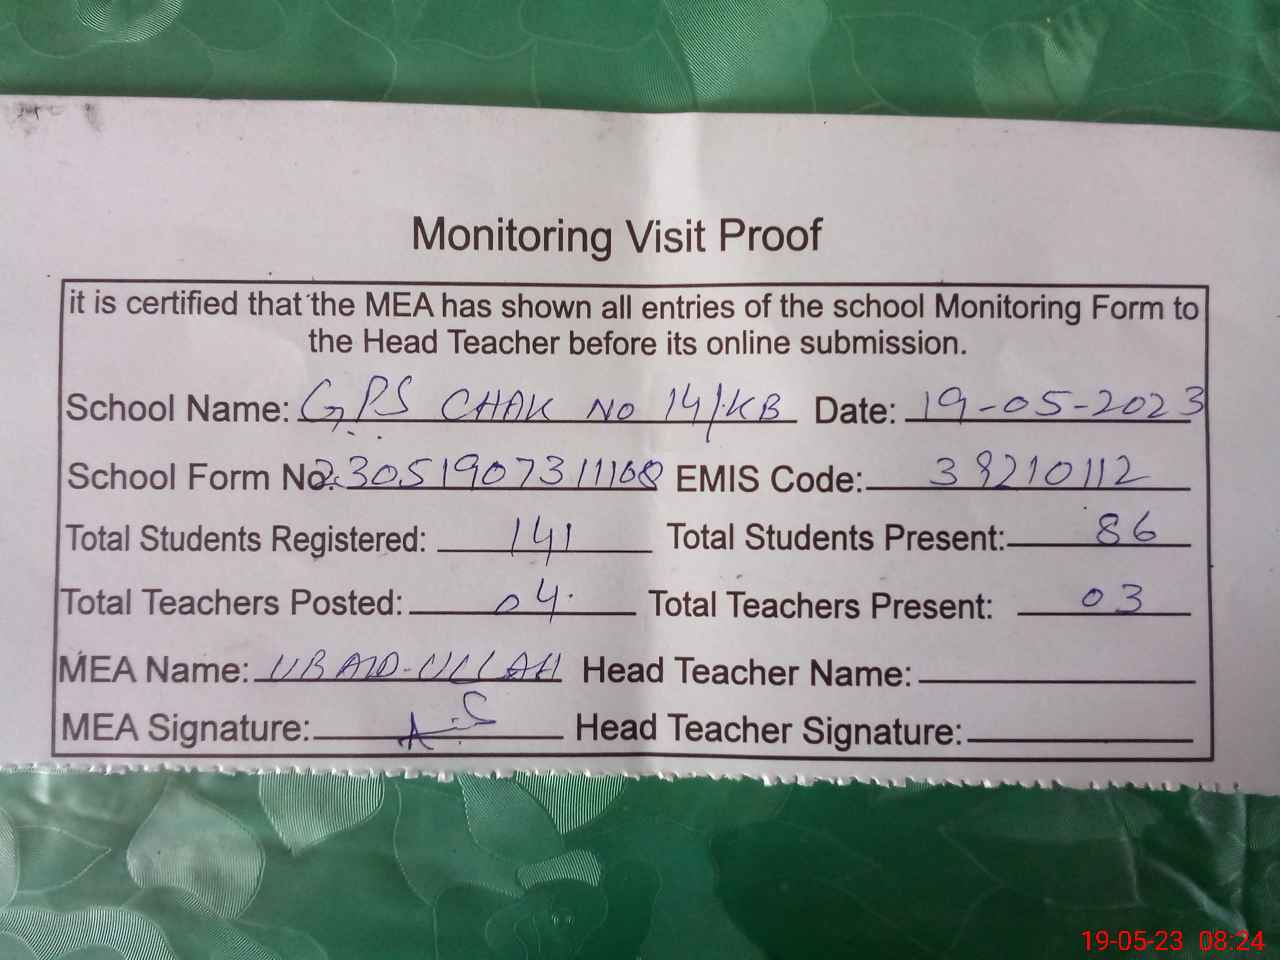 Monitoring Visit Proof
it is certified that the MEA has shown all entries of the school Monitoring Form to
the Head Teacher before its online submission.
School Name: GPS CHAK NO 14/KB Date: 19-05-2023
School Form No. 23051907311108 EMIS Code: 39210112
Total Students Registered: 141 Total Students Present: 86
Total Teachers Posted: 04 Total Teachers Present: 03
MEA Name: UBAID-ULLAH Head Teacher Name:
MEA Signature: Head Teacher Signature:
19-05-23 08:24